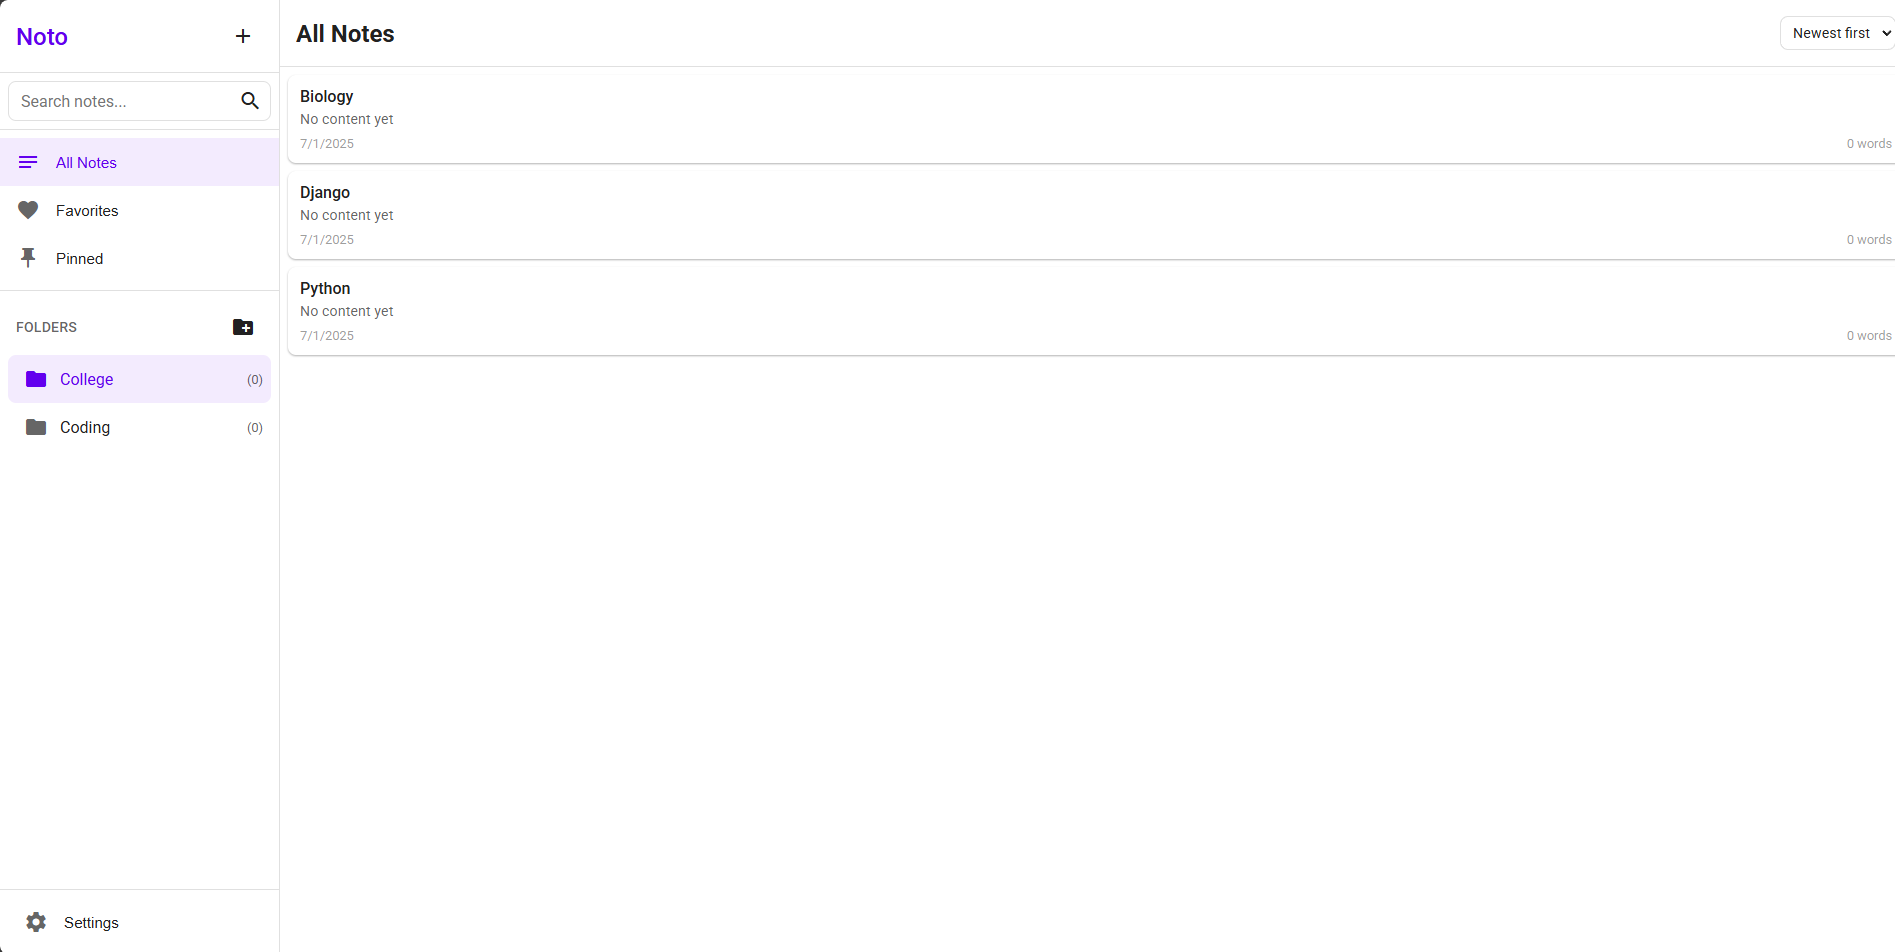 Noto
Search notes...
All Notes
Favorites
Pinned
FOLDERS
College (0)
Coding (0)
Settings
All Notes
Newest first
Biology
No content yet
7/1/2025 0 words
Django
No content yet
7/1/2025 0 words
Python
No content yet
7/1/2025 0 words